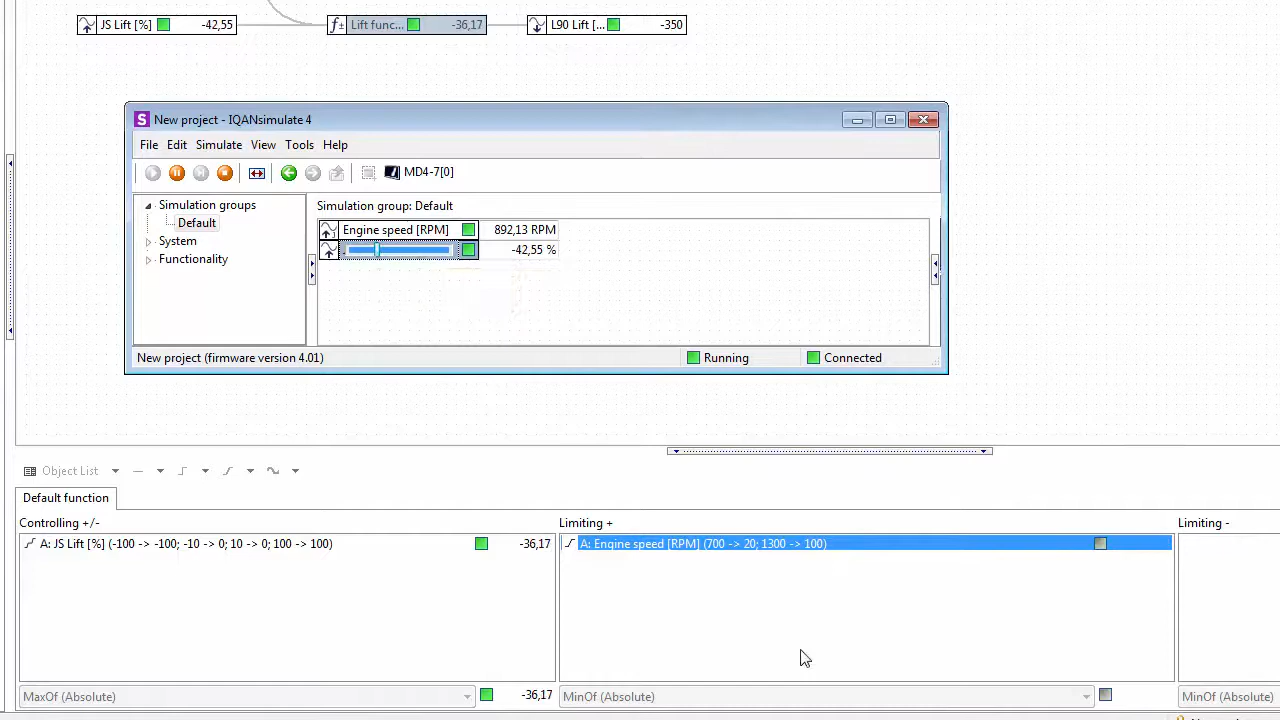 JS Lift [%] -42,55 Lift func... -36,17 L90 Lift [... -350
New project - IQANsimulate 4
File Edit Simulate View Tools Help
MD4-7[0]
Simulation groups
Default
System
Functionality
Simulation group: Default
Engine speed [RPM] 892,13 RPM
-42,55 %
New project (firmware version 4.01) Running Connected
Object List
Default function
Controlling +/- Limiting + Limiting -
A: JS Lift [%] (-100 -> -100; -10 -> 0; 10 -> 0; 100 -> 100) -36,17 A: Engine speed [RPM] (700 -> 20; 1300 -> 100)
MaxOf (Absolute) -36,17 MinOf (Absolute) MinOf (Absolute)